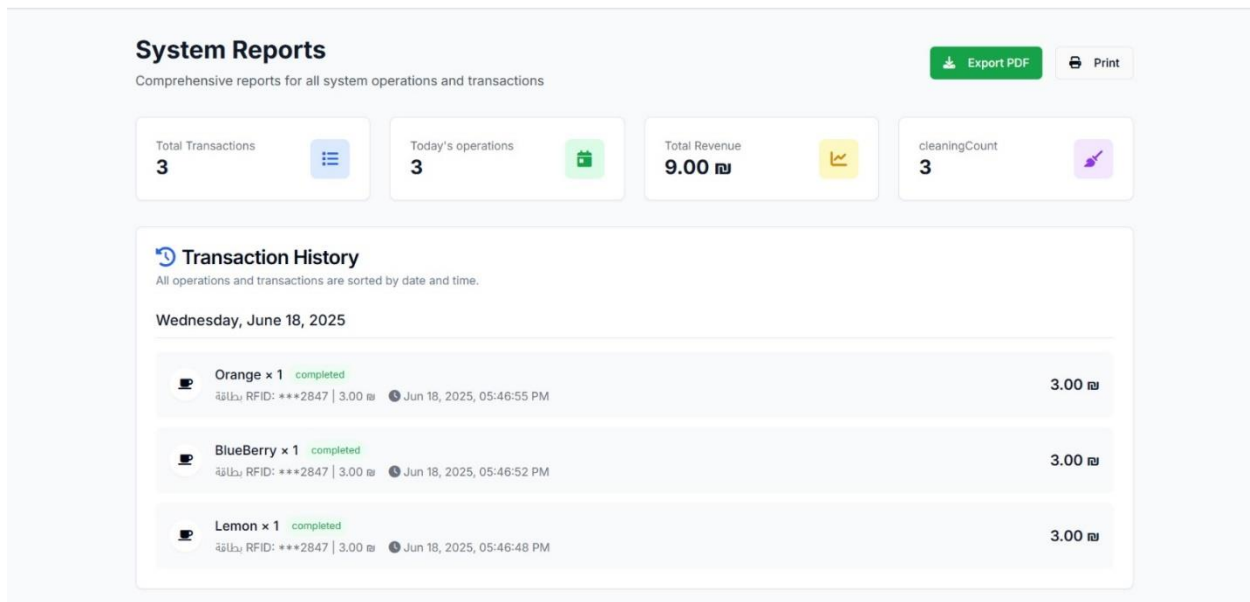 System Reports
Comprehensive reports for all system operations and transactions
Export PDF
Print
Total Transactions
3
Today's operations
3
Total Revenue
9.00 ₪
cleaningCount
3
Transaction History
All operations and transactions are sorted by date and time.
Wednesday, June 18, 2025
Orange × 1 completed
بطاقة RFID: ***2847 | 3.00 ₪ Jun 18, 2025, 05:46:55 PM
3.00 ₪
BlueBerry × 1 completed
بطاقة RFID: ***2847 | 3.00 ₪ Jun 18, 2025, 05:46:52 PM
3.00 ₪
Lemon × 1 completed
بطاقة RFID: ***2847 | 3.00 ₪ Jun 18, 2025, 05:46:48 PM
3.00 ₪